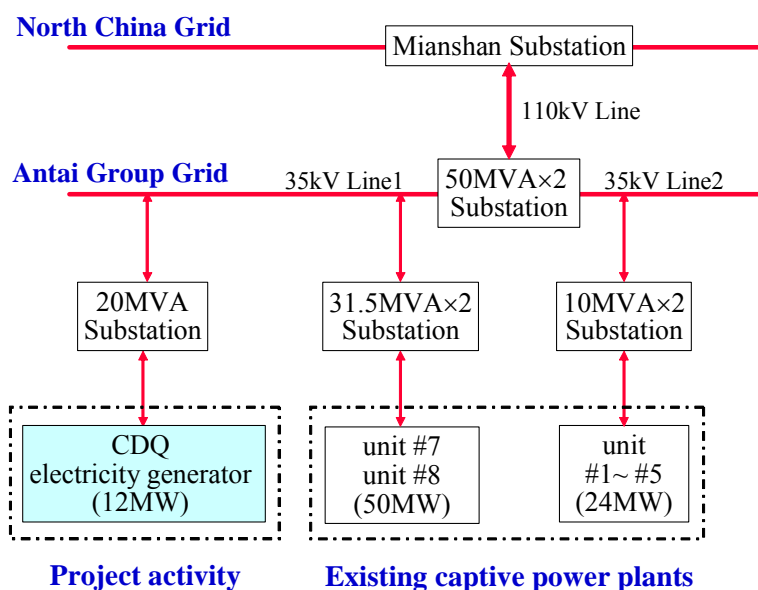 North China Grid
Mianshan Substation
110kV Line
Antai Group Grid
35kV Line1
50MVA×2
Substation
35kV Line2
20MVA
Substation
31.5MVA×2
Substation
10MVA×2
Substation
CDQ
electricity generator
(12MW)
unit #7
unit #8
(50MW)
unit
#1~ #5
(24MW)
Project activity
Existing captive power plants